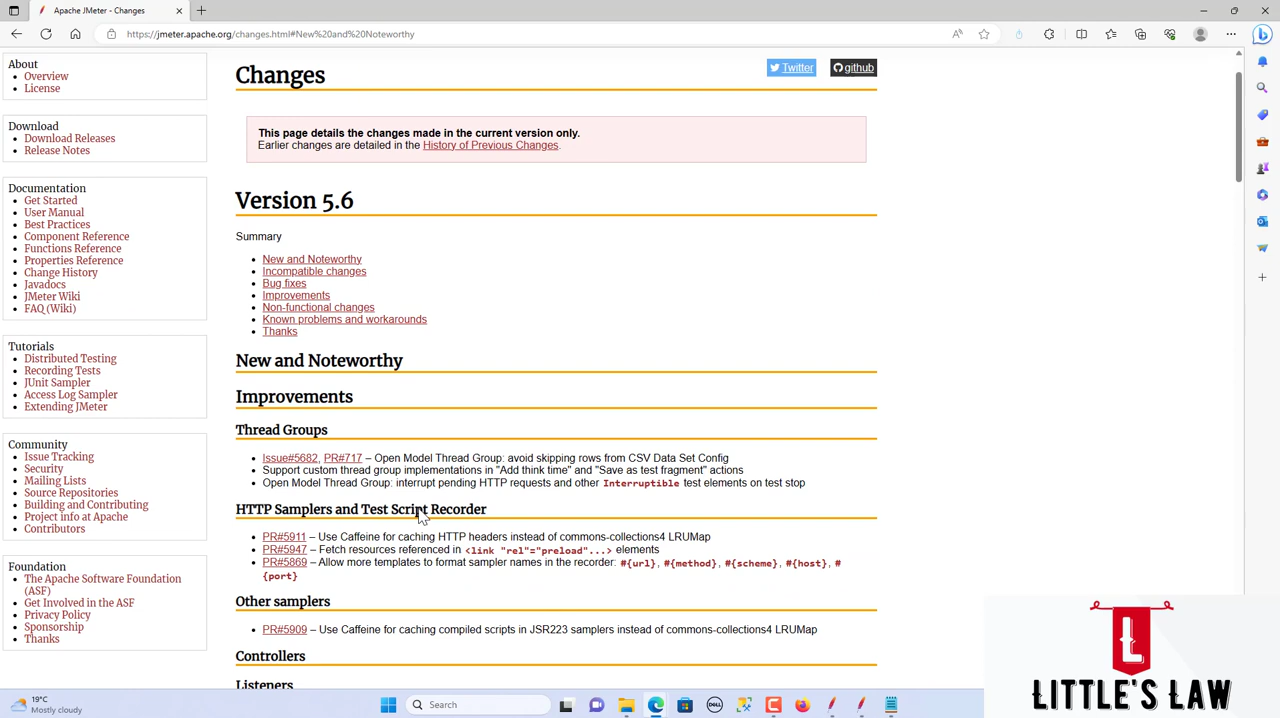 Apache JMeter - Changes
https://jmeter.apache.org/changes.html#New%20and%20Noteworthy
About
Overview
License
Download
Download Releases
Release Notes
Documentation
Get Started
User Manual
Best Practices
Component Reference
Functions Reference
Properties Reference
Change History
Javadocs
JMeter Wiki
FAQ (Wiki)
Tutorials
Distributed Testing
Recording Tests
JUnit Sampler
Access Log Sampler
Extending JMeter
Community
Issue Tracking
Security
Mailing Lists
Source Repositories
Building and Contributing
Project info at Apache
Contributors
Foundation
The Apache Software Foundation
(ASF)
Get Involved in the ASF
Privacy Policy
Sponsorship
Thanks
Changes
Twitter
github
This page details the changes made in the current version only.
Earlier changes are detailed in the History of Previous Changes.
Version 5.6
Summary
New and Noteworthy
Incompatible changes
Bug fixes
Improvements
Non-functional changes
Known problems and workarounds
Thanks
New and Noteworthy
Improvements
Thread Groups
Issue#5682, PR#717 – Open Model Thread Group: avoid skipping rows from CSV Data Set Config
Support custom thread group implementations in "Add think time" and "Save as test fragment" actions
Open Model Thread Group: interrupt pending HTTP requests and other Interruptible test elements on test stop
HTTP Samplers and Test Script Recorder
PR#5911 – Use Caffeine for caching HTTP headers instead of commons-collections4 LRUMap
PR#5947 – Fetch resources referenced in <link "rel"="preload"...> elements
PR#5869 – Allow more templates to format sampler names in the recorder: #{url}, #{method}, #{scheme}, #{host}, #
{port}
Other samplers
PR#5909 – Use Caffeine for caching compiled scripts in JSR223 samplers instead of commons-collections4 LRUMap
Controllers
Listeners
L
LITTLE'S LAW
19°C
Mostly cloudy
Search
DELL